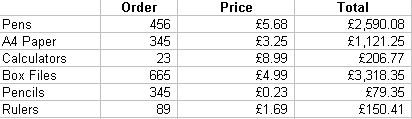 Order Price Total
Pens 456 £5.68 £2,590.08
A4 Paper 345 £3.25 £1,121.25
Calculators 23 £8.99 £206.77
Box Files 665 £4.99 £3,318.35
Pencils 345 £0.23 £79.35
Rulers 89 £1.69 £150.41